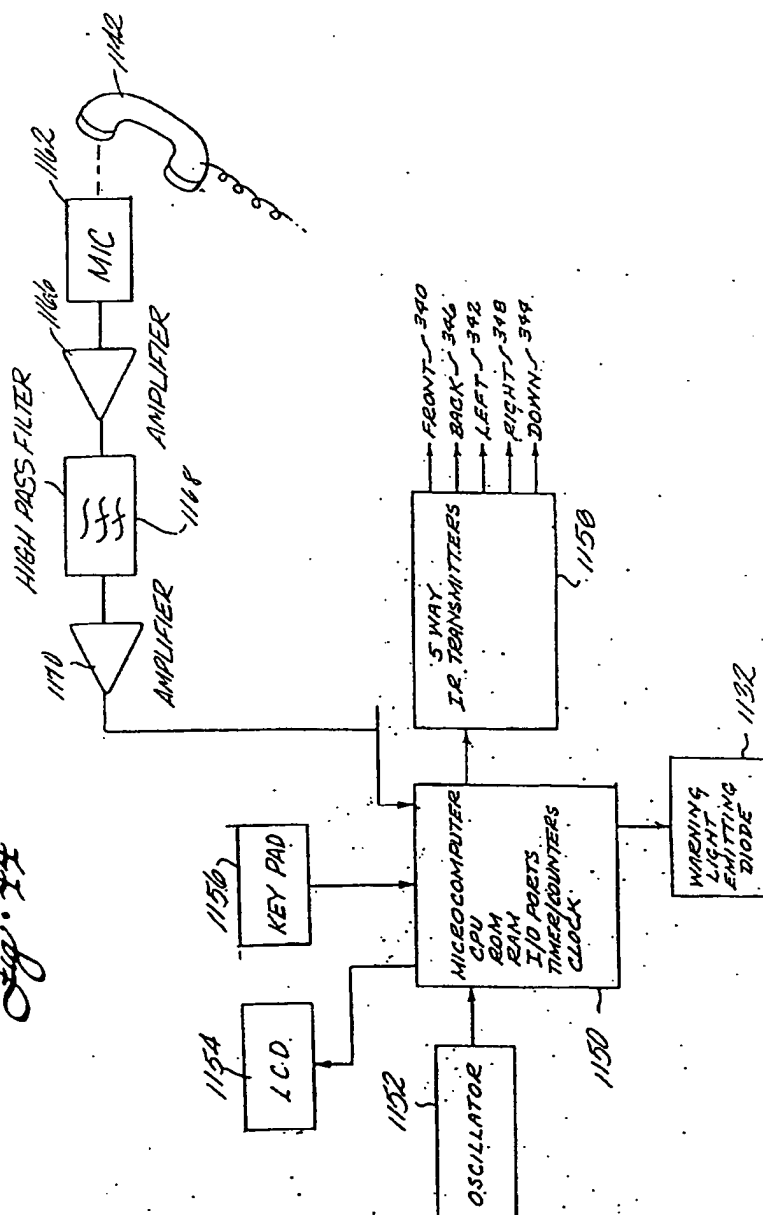 Fig.
1142
1162
MIC
1166
AMPLIFIER
HIGH PASS FILTER
1168
1170
AMPLIFIER
FRONT 340
BACK 346
LEFT 342
RIGHT 348
DOWN 344
5 WAY
I.R. TRANSMITTERS
1158
1156
KEY PAD
1154
L.C.D.
MICROCOMPUTER
CPU
ROM
RAM
I/O PORTS
TIMER/COUNTERS
CLOCK
1150
1152
OSCILLATOR
WARNING
LIGHT
EMITTING
DIODE
1132